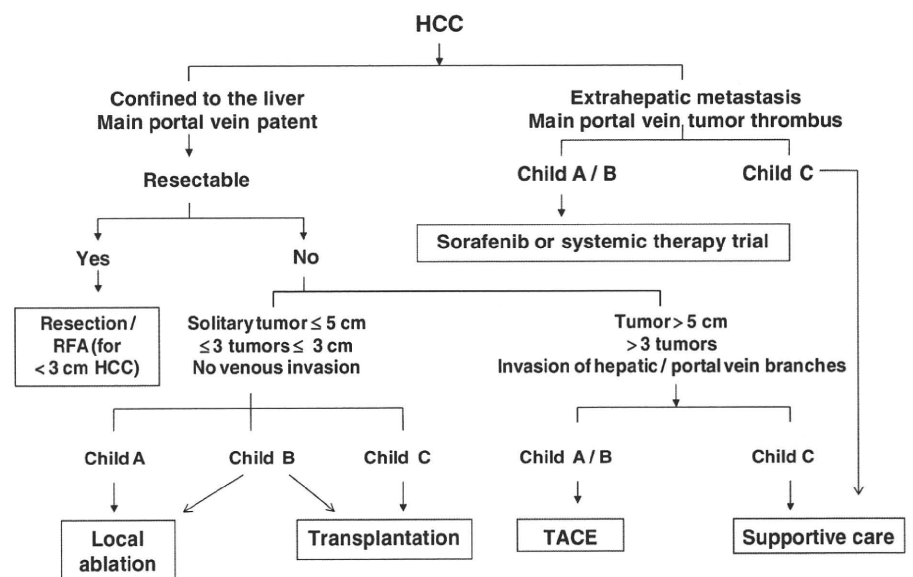 HCC
Confined to the liver
Main portal vein patent
Extrahepatic metastasis
Main portal vein tumor thrombus
Resectable
Child A / B
Child C
Yes
No
Sorafenib or systemic therapy trial
Resection /
RFA (for
< 3 cm HCC)
Solitary tumor ≤ 5 cm
≤3 tumors ≤ 3 cm
No venous invasion
Tumor > 5 cm
> 3 tumors
Invasion of hepatic / portal vein branches
Child A
Child B
Child C
Child A / B
Child C
Local
ablation
Transplantation
TACE
Supportive care